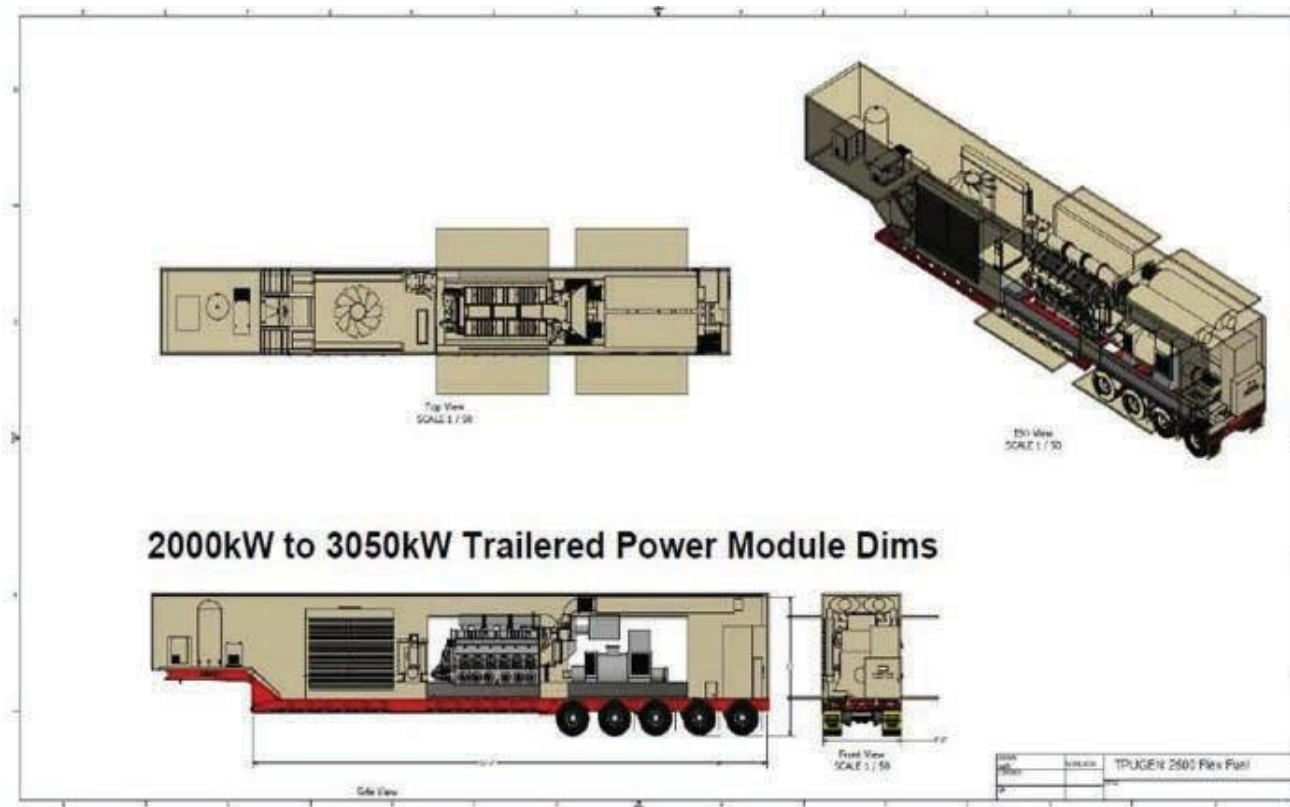 Top View
SCALE 1 / 50
ISO View
SCALE 1 / 50
2000kW to 3050kW Trailered Power Module Dims
Side View
Front View
SCALE 1 / 50
TPUGEN 2600 Flex Fuel